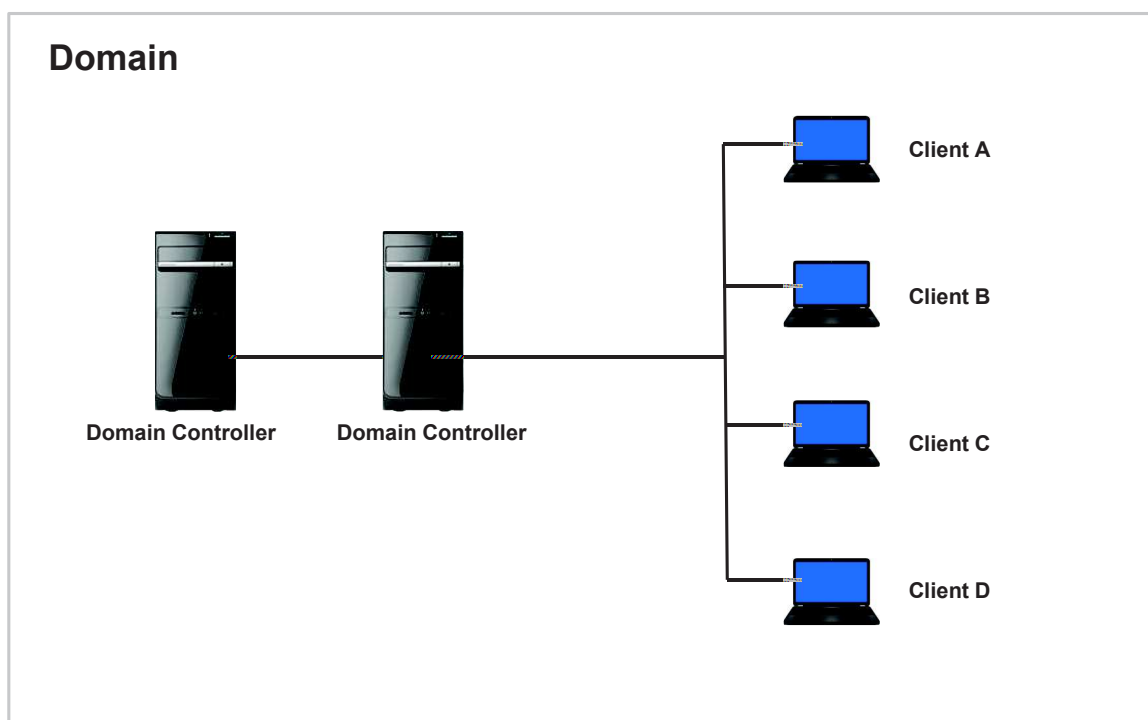 Domain
Client A
Client B
Domain Controller
Domain Controller
Client C
Client D